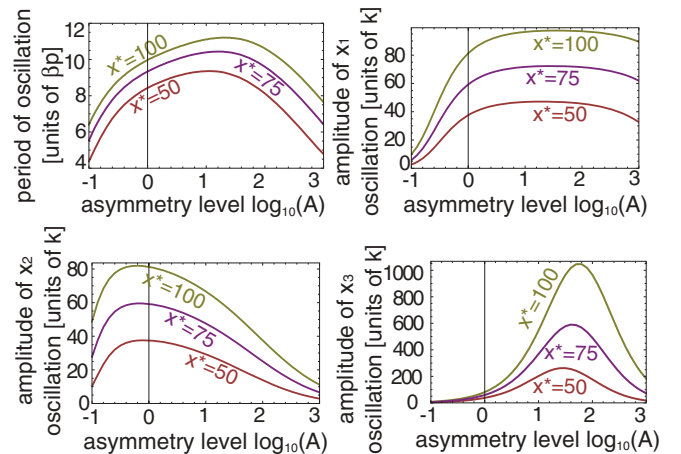 period of oscillation
[units of βp]
12
10
8
6
4
x*=100
x*=75
x*=50
-1 0 1 2 3
asymmetry level log10(A)
amplitude of x1
oscillation [units of k]
80
60
40
20
0
x*=100
x*=75
x*=50
-1 0 1 2 3
asymmetry level log10(A)
amplitude of x2
oscillation [units of k]
80
60
40
20
0
x*=100
x*=75
x*=50
-1 0 1 2 3
asymmetry level log10(A)
amplitude of x3
oscillation [units of k]
1000
800
600
400
200
0
x*=100
x*=75
x*=50
-1 0 1 2 3
asymmetry level log10(A)